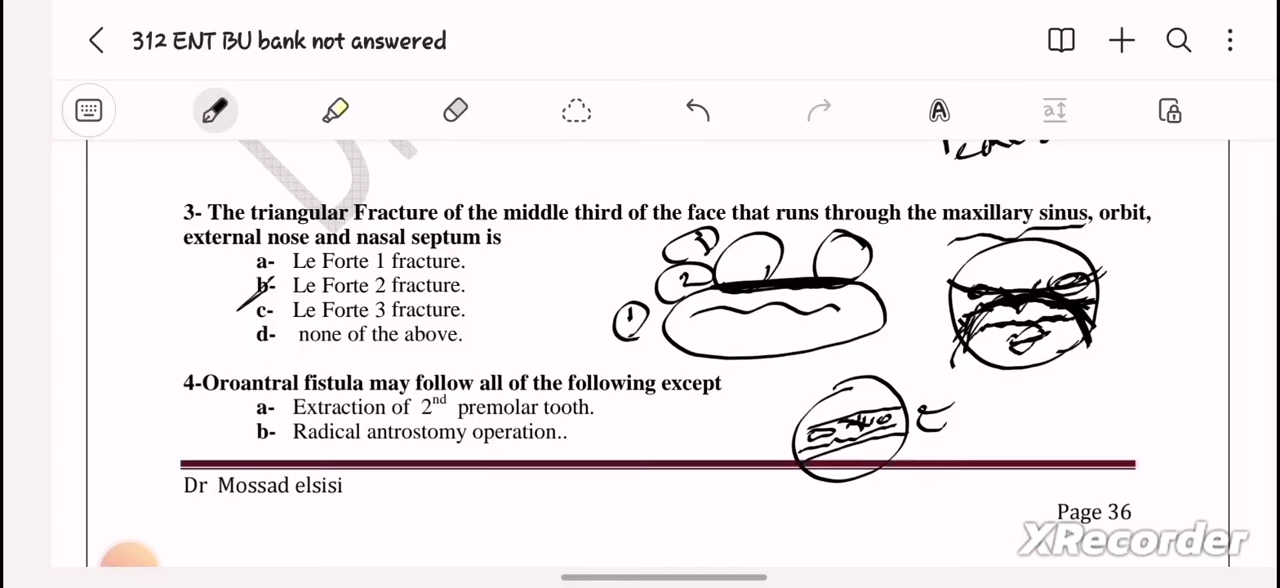 312 ENT BU bank not answered
3- The triangular Fracture of the middle third of the face that runs through the maxillary sinus, orbit,
external nose and nasal septum is
a- Le Forte 1 fracture.
b- Le Forte 2 fracture.
c- Le Forte 3 fracture.
d- none of the above.
3
2
1
4-Oroantral fistula may follow all of the following except
a- Extraction of 2nd premolar tooth.
b- Radical antrostomy operation..
Dr Mossad elsisi
Page 36
XRecorder